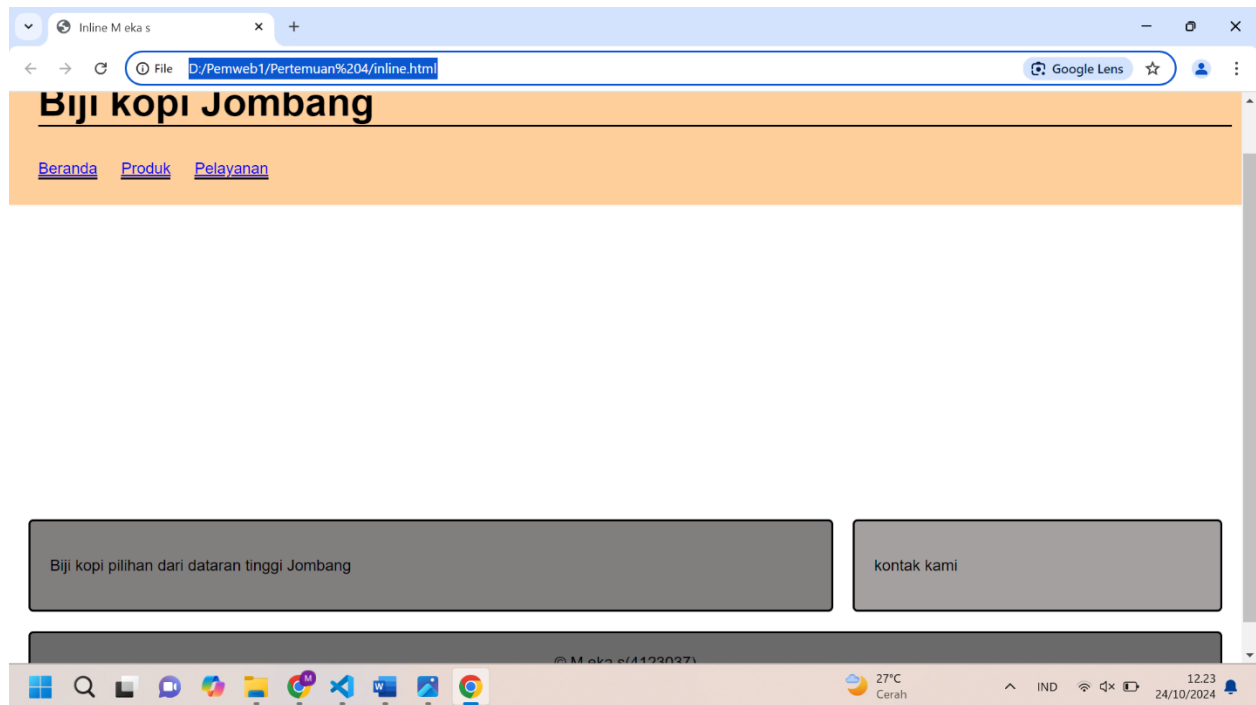 Inline M eka s
File D:/Pemweb1/Pertemuan%204/inline.html Google Lens
Biji kopi Jombang
Beranda Produk Pelayanan
Biji kopi pilihan dari dataran tinggi Jombang kontak kami
© M eka s(4123037)
27°C
Cerah
IND
12.23
24/10/2024